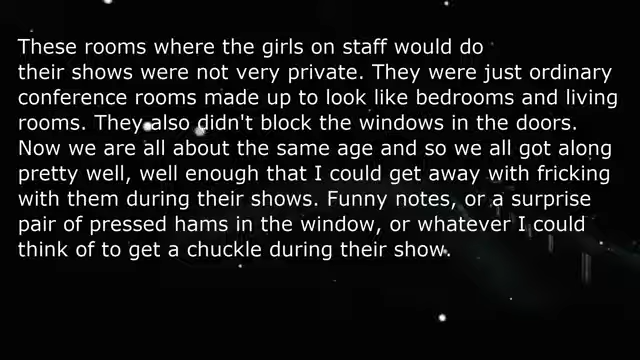 These rooms where the girls on staff would do
their shows were not very private. They were just ordinary
conference rooms made up to look like bedrooms and living
rooms. They also didn't block the windows in the doors.
Now we are all about the same age and so we all got along
pretty well, well enough that I could get away with fricking
with them during their shows. Funny notes, or a surprise
pair of pressed hams in the window, or whatever I could
think of to get a chuckle during their show.